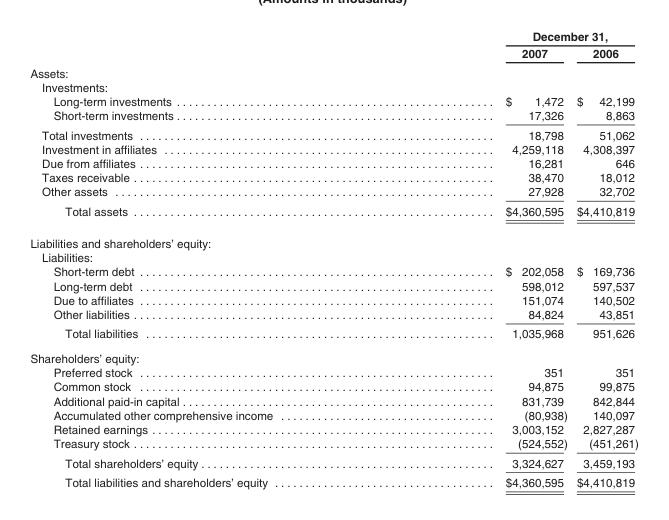 (Amounts in thousands)
December 31,
2007 2006
Assets:
Investments:
Long-term investments $ 1,472 $ 42,199
Short-term investments 17,326 8,863
Total investments 18,798 51,062
Investment in affiliates 4,259,118 4,308,397
Due from affiliates 16,281 646
Taxes receivable 38,470 18,012
Other assets 27,928 32,702
Total assets $4,360,595 $4,410,819
Liabilities and shareholders' equity:
Liabilities:
Short-term debt $ 202,058 $ 169,736
Long-term debt 598,012 597,537
Due to affiliates 151,074 140,502
Other liabilities 84,824 43,851
Total liabilities 1,035,968 951,626
Shareholders' equity:
Preferred stock 351 351
Common stock 94,875 99,875
Additional paid-in capital 831,739 842,844
Accumulated other comprehensive income (80,938) 140,097
Retained earnings 3,003,152 2,827,287
Treasury stock (524,552) (451,261)
Total shareholders' equity 3,324,627 3,459,193
Total liabilities and shareholders' equity $4,360,595 $4,410,819